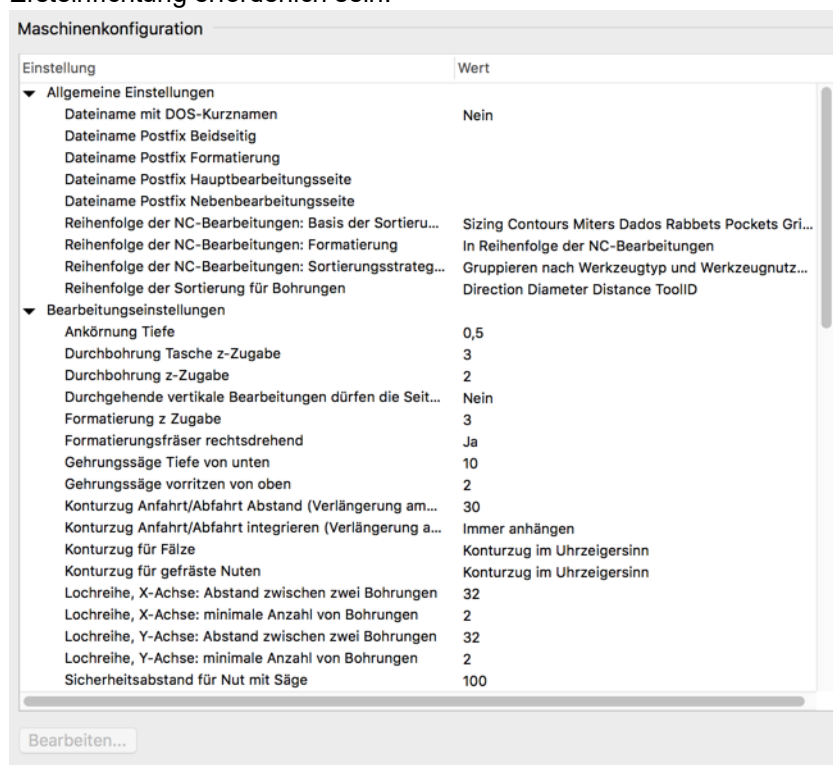 Maschinenkonfiguration
Einstellung Wert
Allgemeine Einstellungen
Dateiname mit DOS-Kurznamen Nein
Dateiname Postfix Beidseitig
Dateiname Postfix Formatierung
Dateiname Postfix Hauptbearbeitungsseite
Dateiname Postfix Nebenbearbeitungsseite
Reihenfolge der NC-Bearbeitungen: Basis der Sortieru... Sizing Contours Miters Dados Rabbets Pockets Gri...
Reihenfolge der NC-Bearbeitungen: Formatierung In Reihenfolge der NC-Bearbeitungen
Reihenfolge der NC-Bearbeitungen: Sortierungsstrateg... Gruppieren nach Werkzeugtyp und Werkzeugnutz...
Reihenfolge der Sortierung für Bohrungen Direction Diameter Distance ToolID
Bearbeitungseinstellungen
Ankörnung Tiefe 0,5
Durchbohrung Tasche z-Zugabe 3
Durchbohrung z-Zugabe 2
Durchgehende vertikale Bearbeitungen dürfen die Seit... Nein
Formatierung z Zugabe 3
Formatierungsfräser rechtsdrehend Ja
Gehrungssäge Tiefe von unten 10
Gehrungssäge vorritzen von oben 2
Konturzug Anfahrt/Abfahrt Abstand (Verlängerung am... 30
Konturzug Anfahrt/Abfahrt integrieren (Verlängerung a... Immer anhängen
Konturzug für Fälze Konturzug im Uhrzeigersinn
Konturzug für gefräste Nuten Konturzug im Uhrzeigersinn
Lochreihe, X-Achse: Abstand zwischen zwei Bohrungen 32
Lochreihe, X-Achse: minimale Anzahl von Bohrungen 2
Lochreihe, Y-Achse: Abstand zwischen zwei Bohrungen 32
Lochreihe, Y-Achse: minimale Anzahl von Bohrungen 2
Sicherheitsabstand für Nut mit Säge 100
Bearbeiten...